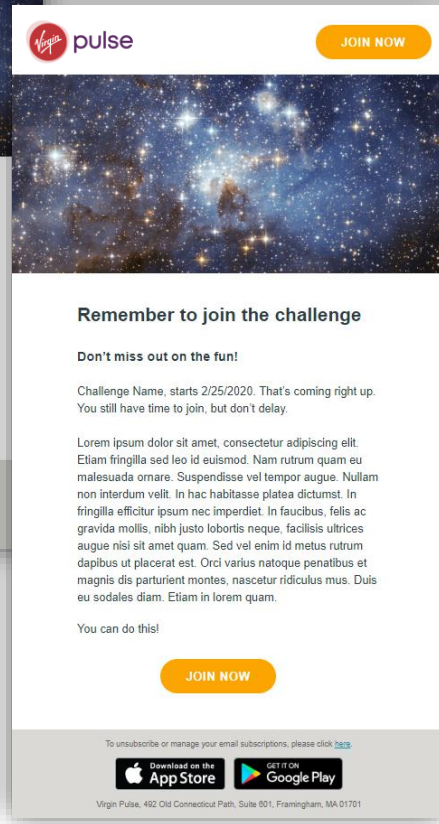 Virgin pulse
JOIN NOW
Remember to join the challenge
Don't miss out on the fun!
Challenge Name, starts 2/25/2020. That's coming right up.
You still have time to join, but don't delay.
Lorem ipsum dolor sit amet, consectetur adipiscing elit.
Etiam fringilla sed leo id euismod. Nam rutrum quam eu
malesuada ornare. Suspendisse vel tempor augue. Nullam
non interdum velit. In hac habitasse platea dictumst. In
fringilla efficitur ipsum nec imperdiet. In faucibus, felis ac
gravida mollis, nibh justo lobortis neque, facilisis ultrices
augue nisi sit amet quam. Sed vel enim id metus rutrum
dapibus ut placerat est. Orci varius natoque penatibus et
magnis dis parturient montes, nascetur ridiculus mus. Duis
eu sodales diam. Etiam in lorem quam.
You can do this!
JOIN NOW
To unsubscribe or manage your email subscriptions, please click here.
Download on the
App Store
GET IT ON
Google Play
Virgin Pulse, 492 Old Connecticut Path, Suite 601, Framingham, MA 01701